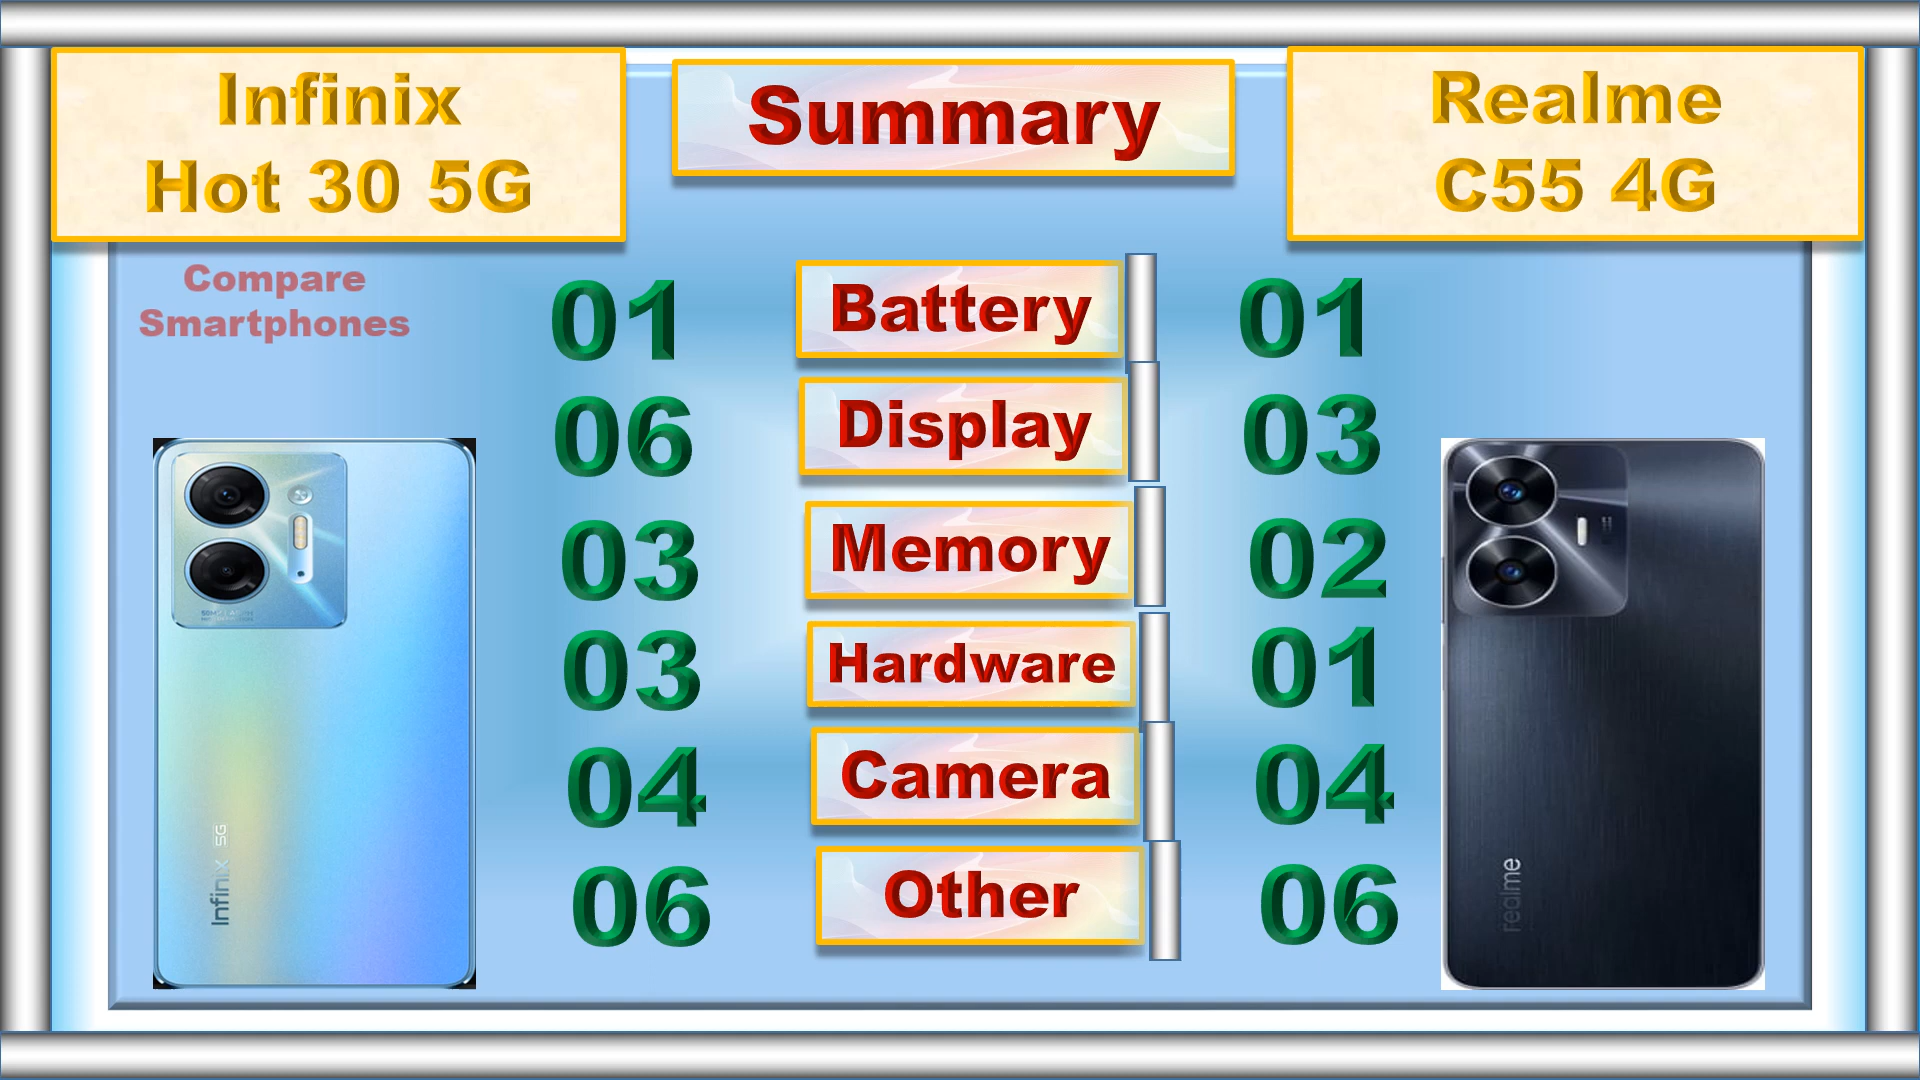 Infinix
Hot 30 5G
Summary
Realme
C55 4G
Compare
Smartphones
01 Battery 01
06 Display 03
03 Memory 02
03 Hardware 01
04 Camera 04
06 Other 06
Infinix 5G
realme